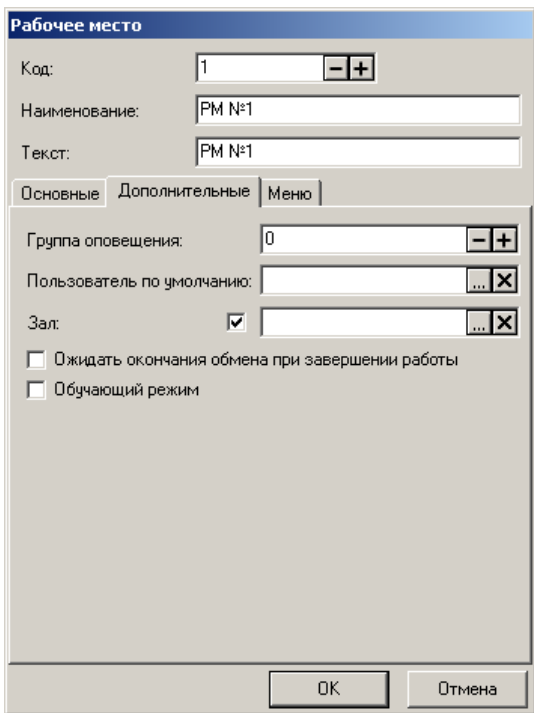 Рабочее место
Код: 1
Наименование: РМ №1
Текст: РМ №1
Основные Дополнительные Меню
Группа оповещения: 0
Пользователь по умолчанию: ...
Зал: ...
Ожидать окончания обмена при завершении работы
Обучающий режим
OK Отмена